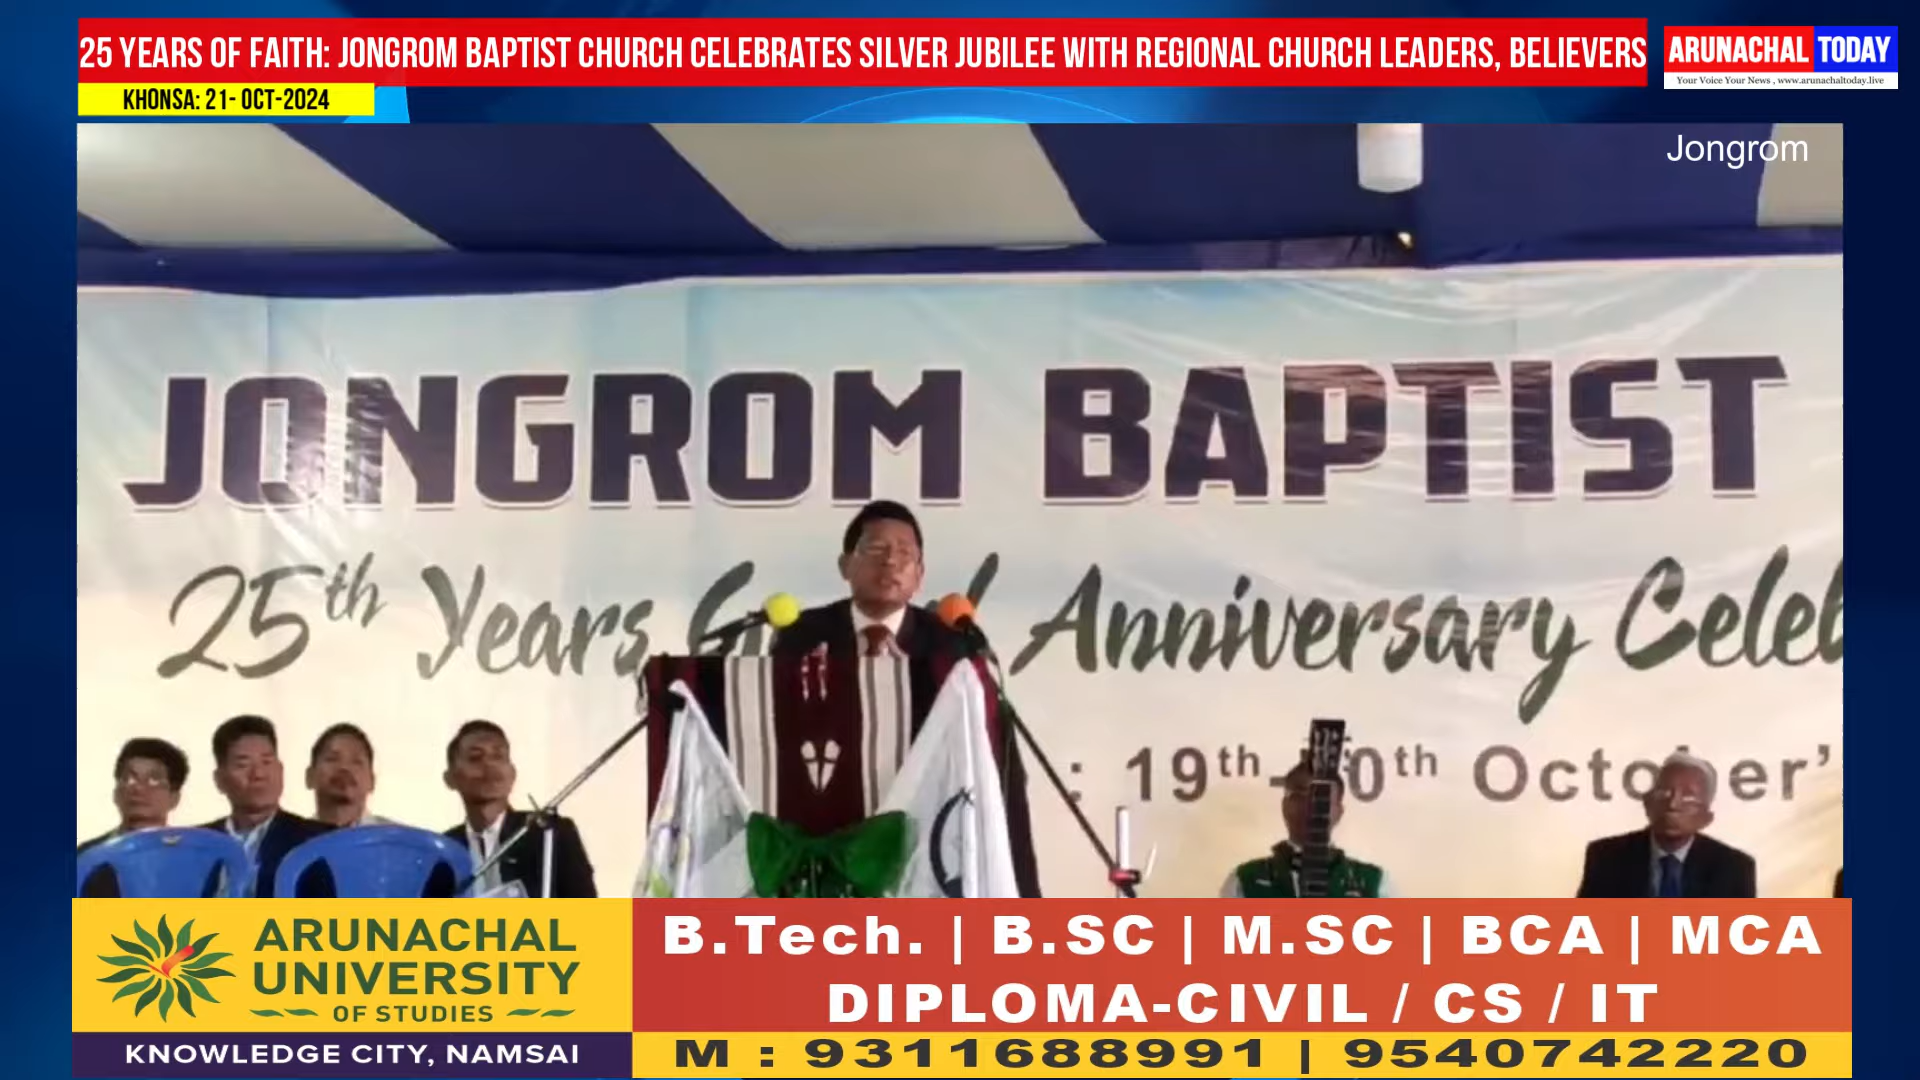 25 YEARS OF FAITH: JONGROM BAPTIST CHURCH CELEBRATES SILVER JUBILEE WITH REGIONAL CHURCH LEADERS, BELIEVERS
ARUNACHAL TODAY
Your Voice Your News , www.arunachaltoday.live
KHONSA: 21- OCT-2024
Jongrom
JONGROM BAPTIST
25th Years Anniversary
: 19th
ARUNACHAL
UNIVERSITY
OF STUDIES
KNOWLEDGE CITY, NAMSAI
B.Tech. | B.SC | M.SC | BCA | MCA
DIPLOMA-CIVIL / CS / IT
M : 9311688991 | 9540742220